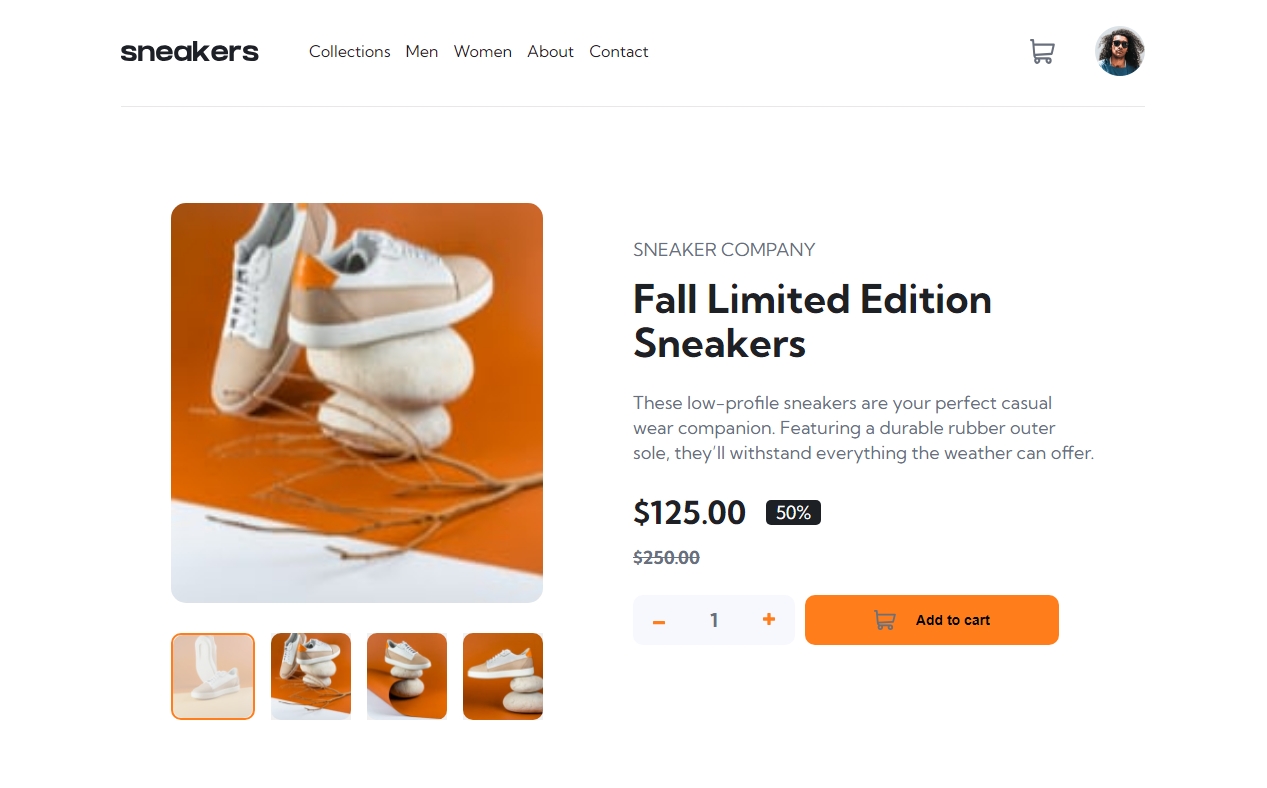 sneakers Collections Men Women About Contact
SNEAKER COMPANY
Fall Limited Edition
Sneakers
These low-profile sneakers are your perfect casual
wear companion. Featuring a durable rubber outer
sole, they’ll withstand everything the weather can offer.
$125.00 50%
$250.00
1 Add to cart